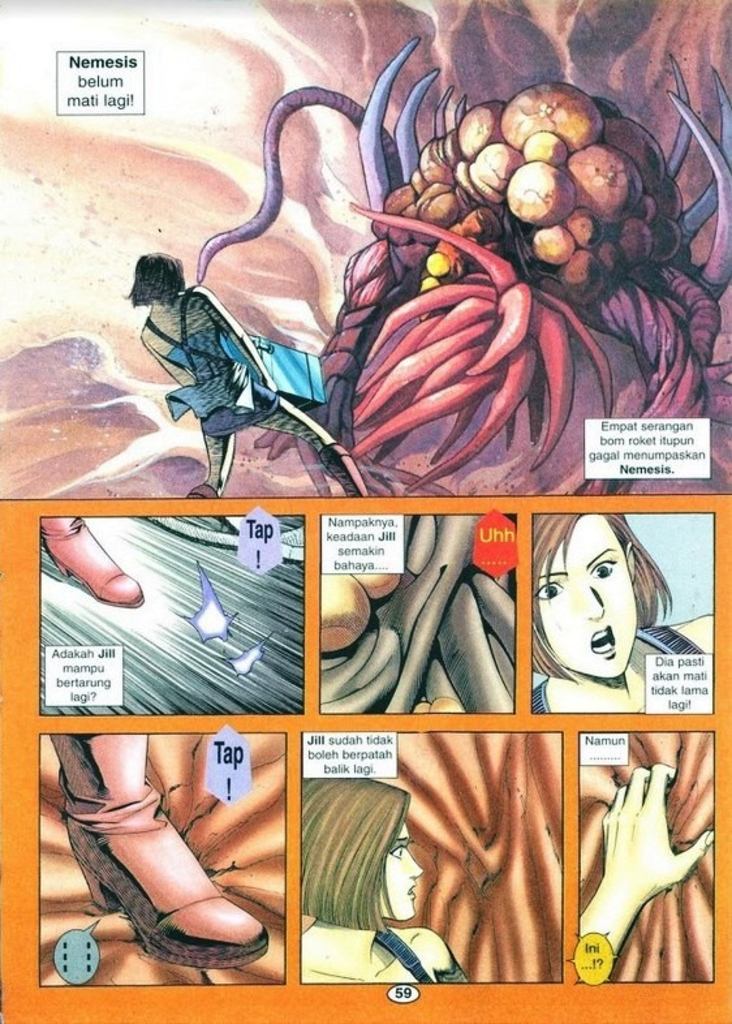 Nemesis
belum
mati lagi!
Empat serangan
bom roket itupun
gagal menumpaskan
Nemesis.
Tap
!
Adakah Jill
mampu
bertarung
lagi?
Nampaknya,
keadaan Jill
semakin
bahaya....
Uhh
.....
Dia pasti
akan mati
tidak lama
lagi!
Tap
!
Jill sudah tidak
boleh berpatah
balik lagi.
Namun
.........
Ini
...!?
59